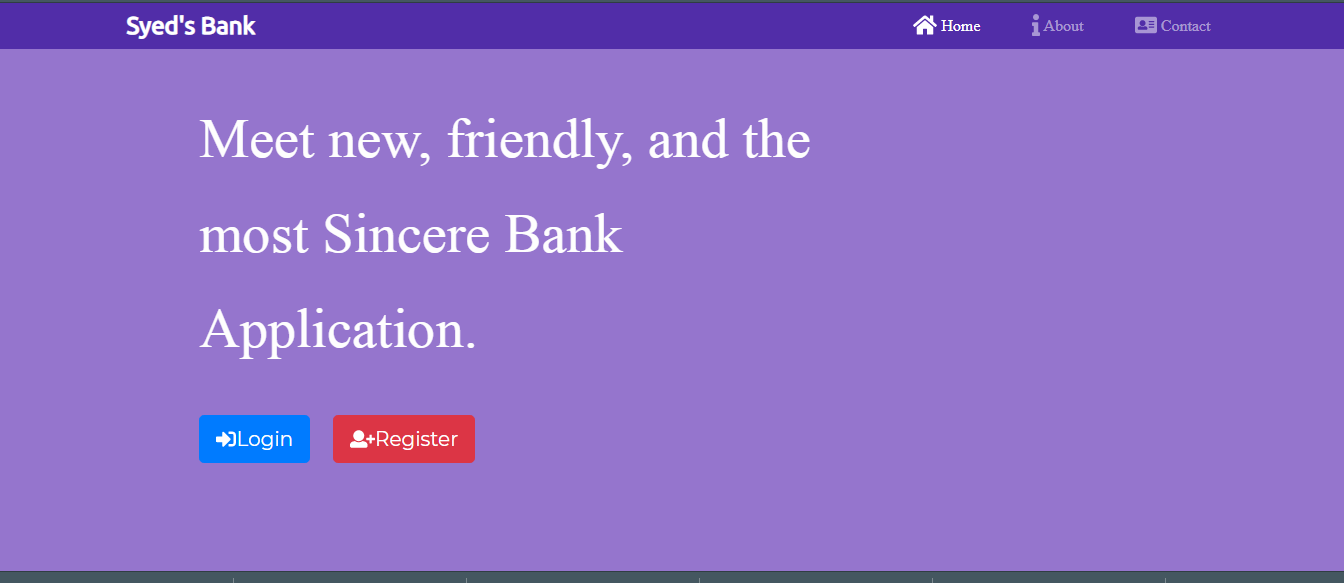 Syed's Bank
Home
About
Contact
Meet new, friendly, and the
most Sincere Bank
Application.
Login
Register